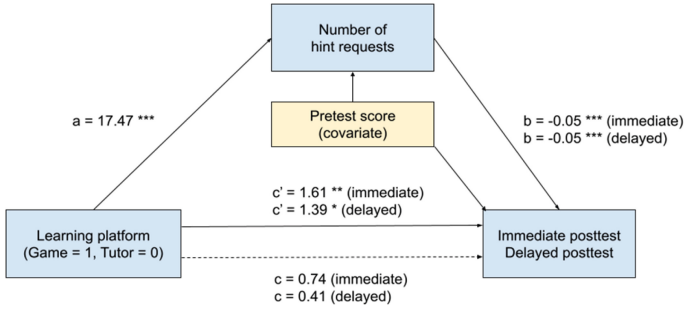 Number of
hint requests
a = 17.47 ***
Pretest score
(covariate)
b = -0.05 *** (immediate)
b = -0.05 *** (delayed)
c' = 1.61 ** (immediate)
c' = 1.39 * (delayed)
Learning platform
(Game = 1, Tutor = 0)
Immediate posttest
Delayed posttest
c = 0.74 (immediate)
c = 0.41 (delayed)